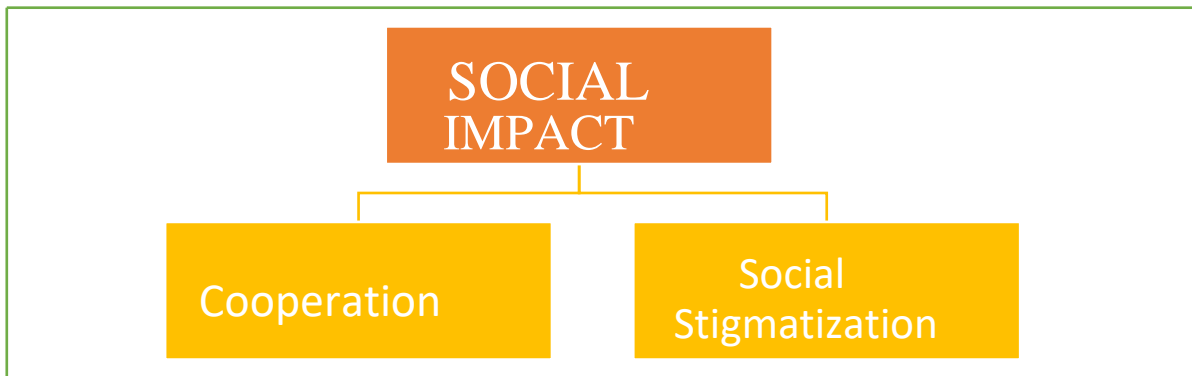 SOCIAL
IMPACT
Cooperation
Social
Stigmatization